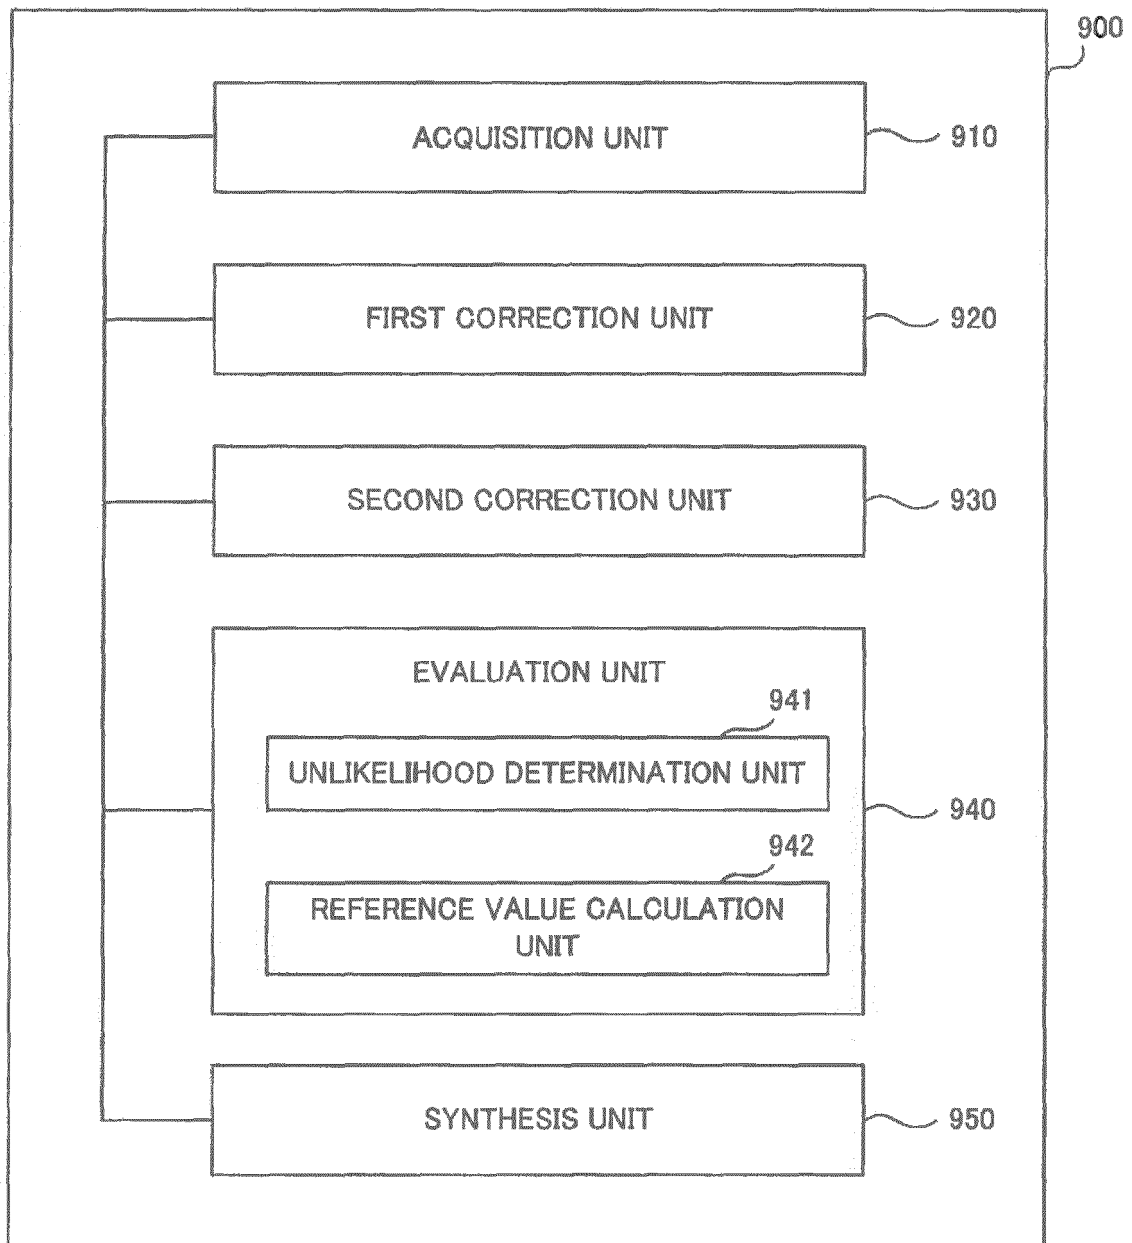 900
ACQUISITION UNIT
910
FIRST CORRECTION UNIT
920
SECOND CORRECTION UNIT
930
EVALUATION UNIT
941
UNLIKELIHOOD DETERMINATION UNIT
940
942
REFERENCE VALUE CALCULATION
UNIT
SYNTHESIS UNIT
950